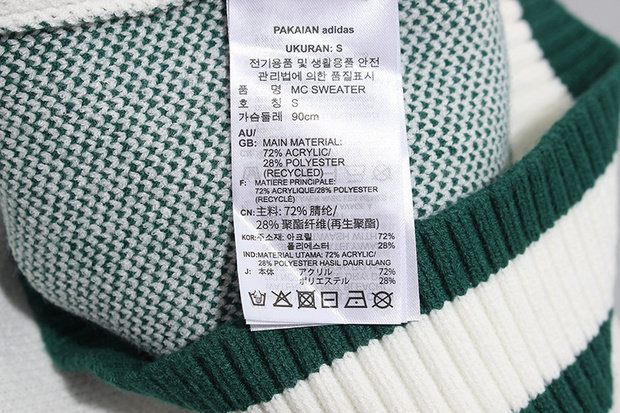 PAKAIAN adidas
UKURAN: S
전기용품 및 생활용품 안전
관리법에 의한 품질표시
품 명 MC SWEATER
호 칭 S
가슴둘레 90cm
AU/
GB: MAIN MATERIAL:
72% ACRYLIC/
28% POLYESTER
(RECYCLED)
F: MATIERE PRINCIPALE:
72% ACRYLIQUE/28% POLYESTER
(RECYCLÉ)
CN: 主料: 72% 腈纶/
28% 聚酯纤维(再生聚酯)
KOR: 주소재: 아크릴 72%
폴리에스터 28%
IND: MATERIAL UTAMA: 72% ACRYLIC/
28% POLYESTER HASIL DAUR ULANG
J: 本体 アクリル 72%
ポリエステル 28%